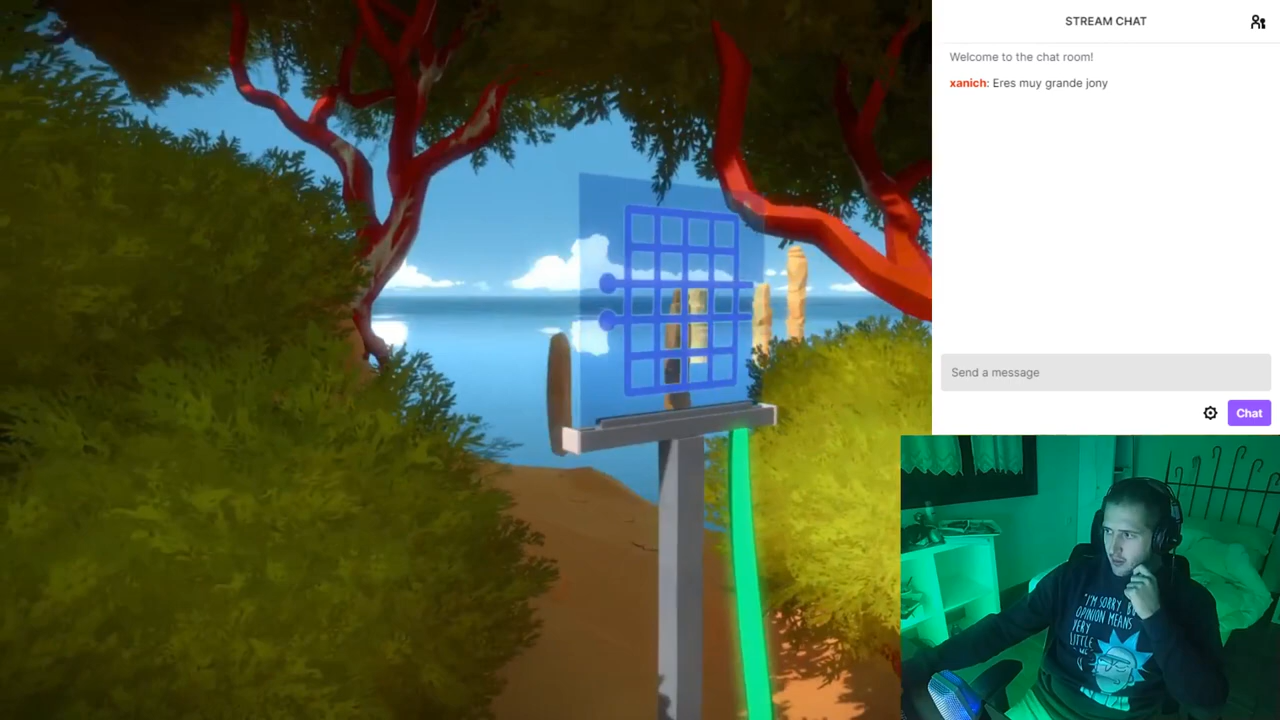 STREAM CHAT
Welcome to the chat room!
xanich: Eres muy grande jony
Send a message
Chat
"I'M SORRY,
OPINION MEANS
VERY
LITTLE